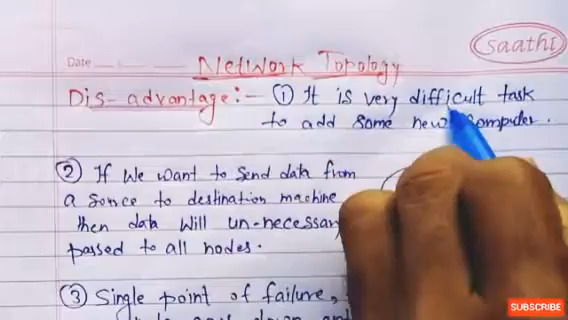 saathi
Date
Network Topology
Dis-advantage:- ① It is very difficult task
to add some new computer.
② If We want to Send data from
a Sonce to destination machine
then data Will un-necessary
passed to all nodes.
③ Single point of failure,
SUBSCRIBE